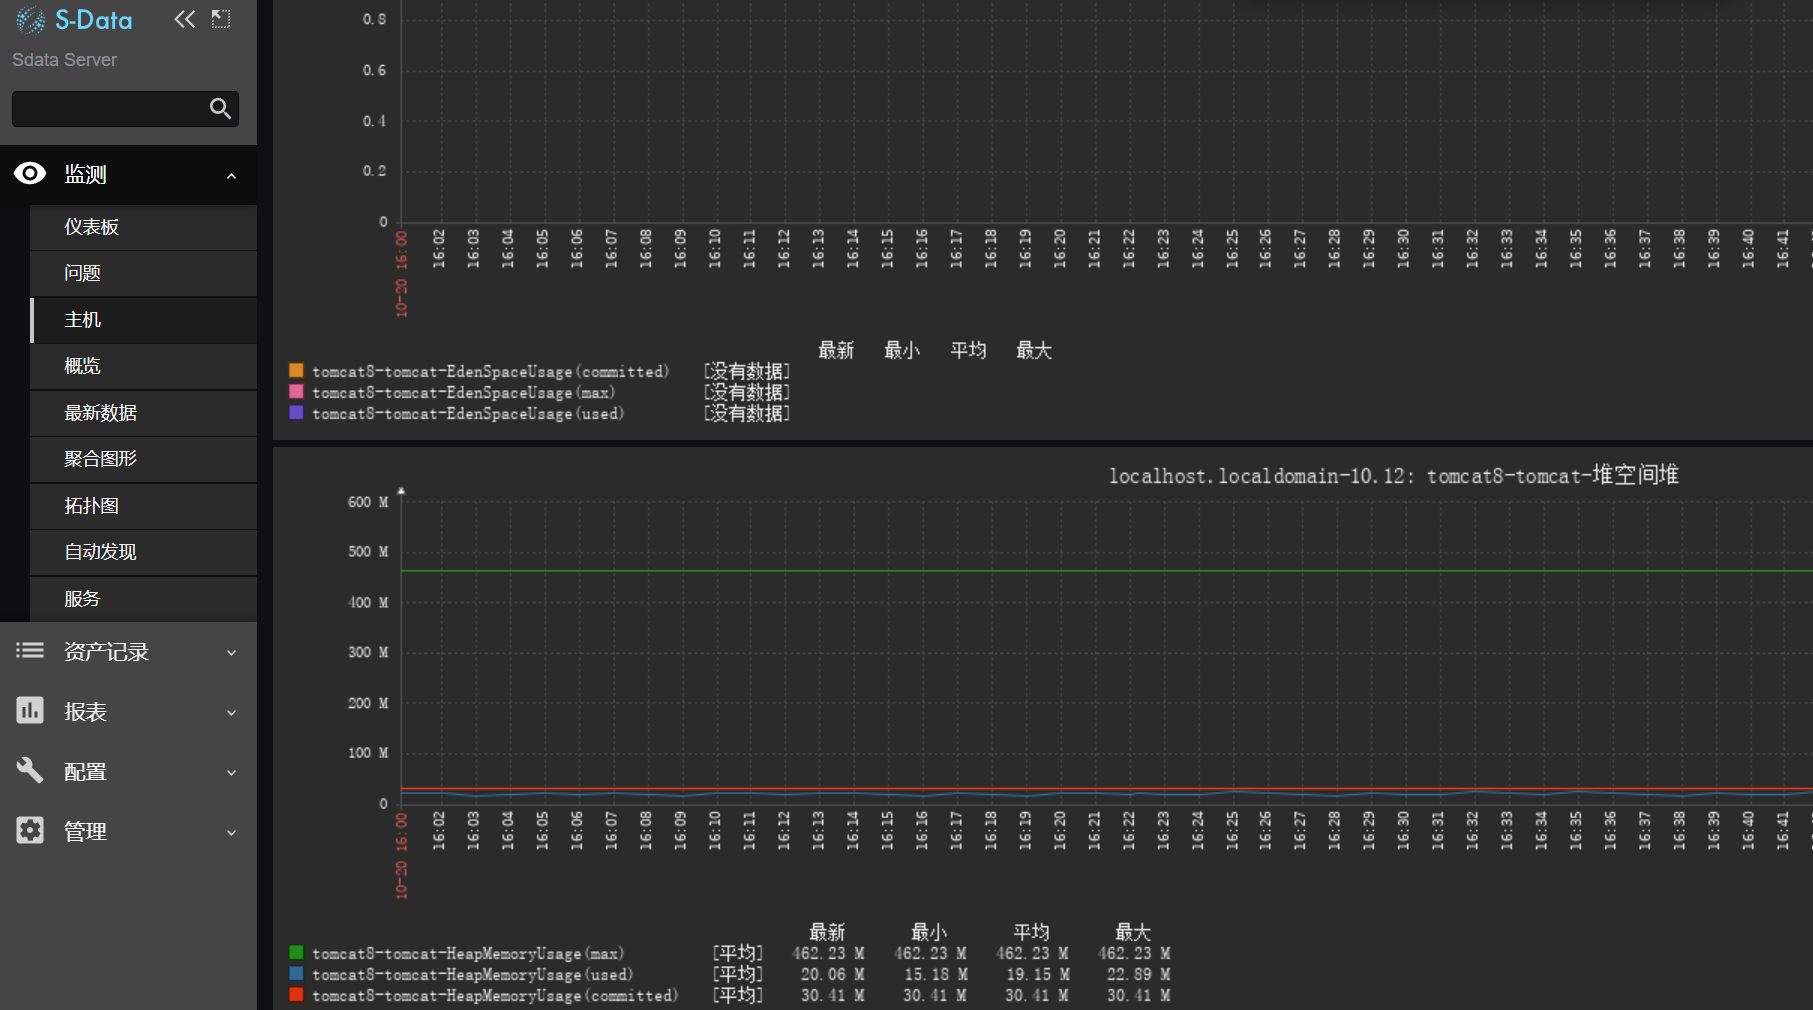 S-Data
Sdata Server
监测
仪表板
问题
主机
概览
最新数据
聚合图形
拓扑图
自动发现
服务
资产记录
报表
配置
管理
0.8
0.6
0.4
0.2
0
10-20 16:00 16:02 16:03 16:04 16:05 16:06 16:07 16:08 16:09 16:10 16:11 16:12 16:13 16:14 16:15 16:16 16:17 16:18 16:19 16:20 16:21 16:22 16:23 16:24 16:25 16:26 16:27 16:28 16:29 16:30 16:31 16:32 16:33 16:34 16:35 16:36 16:37 16:38 16:39 16:40 16:41
最新 最小 平均 最大
tomcat8-tomcat-EdenSpaceUsage(committed) [没有数据]
tomcat8-tomcat-EdenSpaceUsage(max) [没有数据]
tomcat8-tomcat-EdenSpaceUsage(used) [没有数据]
localhost.localdomain-10.12: tomcat8-tomcat-堆空间堆
600 M
500 M
400 M
300 M
200 M
100 M
0
10-20 16:00 16:02 16:03 16:04 16:05 16:06 16:07 16:08 16:09 16:10 16:11 16:12 16:13 16:14 16:15 16:16 16:17 16:18 16:19 16:20 16:21 16:22 16:23 16:24 16:25 16:26 16:27 16:28 16:29 16:30 16:31 16:32 16:33 16:34 16:35 16:36 16:37 16:38 16:39 16:40 16:41
最新 最小 平均 最大
tomcat8-tomcat-HeapMemoryUsage(max) [平均] 462.23 M 462.23 M 462.23 M 462.23 M
tomcat8-tomcat-HeapMemoryUsage(used) [平均] 20.06 M 15.18 M 19.15 M 22.89 M
tomcat8-tomcat-HeapMemoryUsage(committed) [平均] 30.41 M 30.41 M 30.41 M 30.41 M